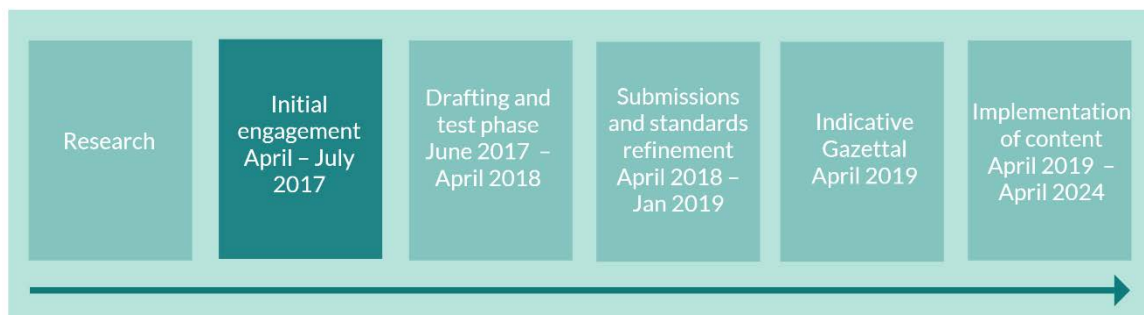 Research
Initial
engagement
April – July
2017
Drafting and
test phase
June 2017 –
April 2018
Submissions
and standards
refinement
April 2018 –
Jan 2019
Indicative
Gazettal
April 2019
Implementation
of content
April 2019 –
April 2024